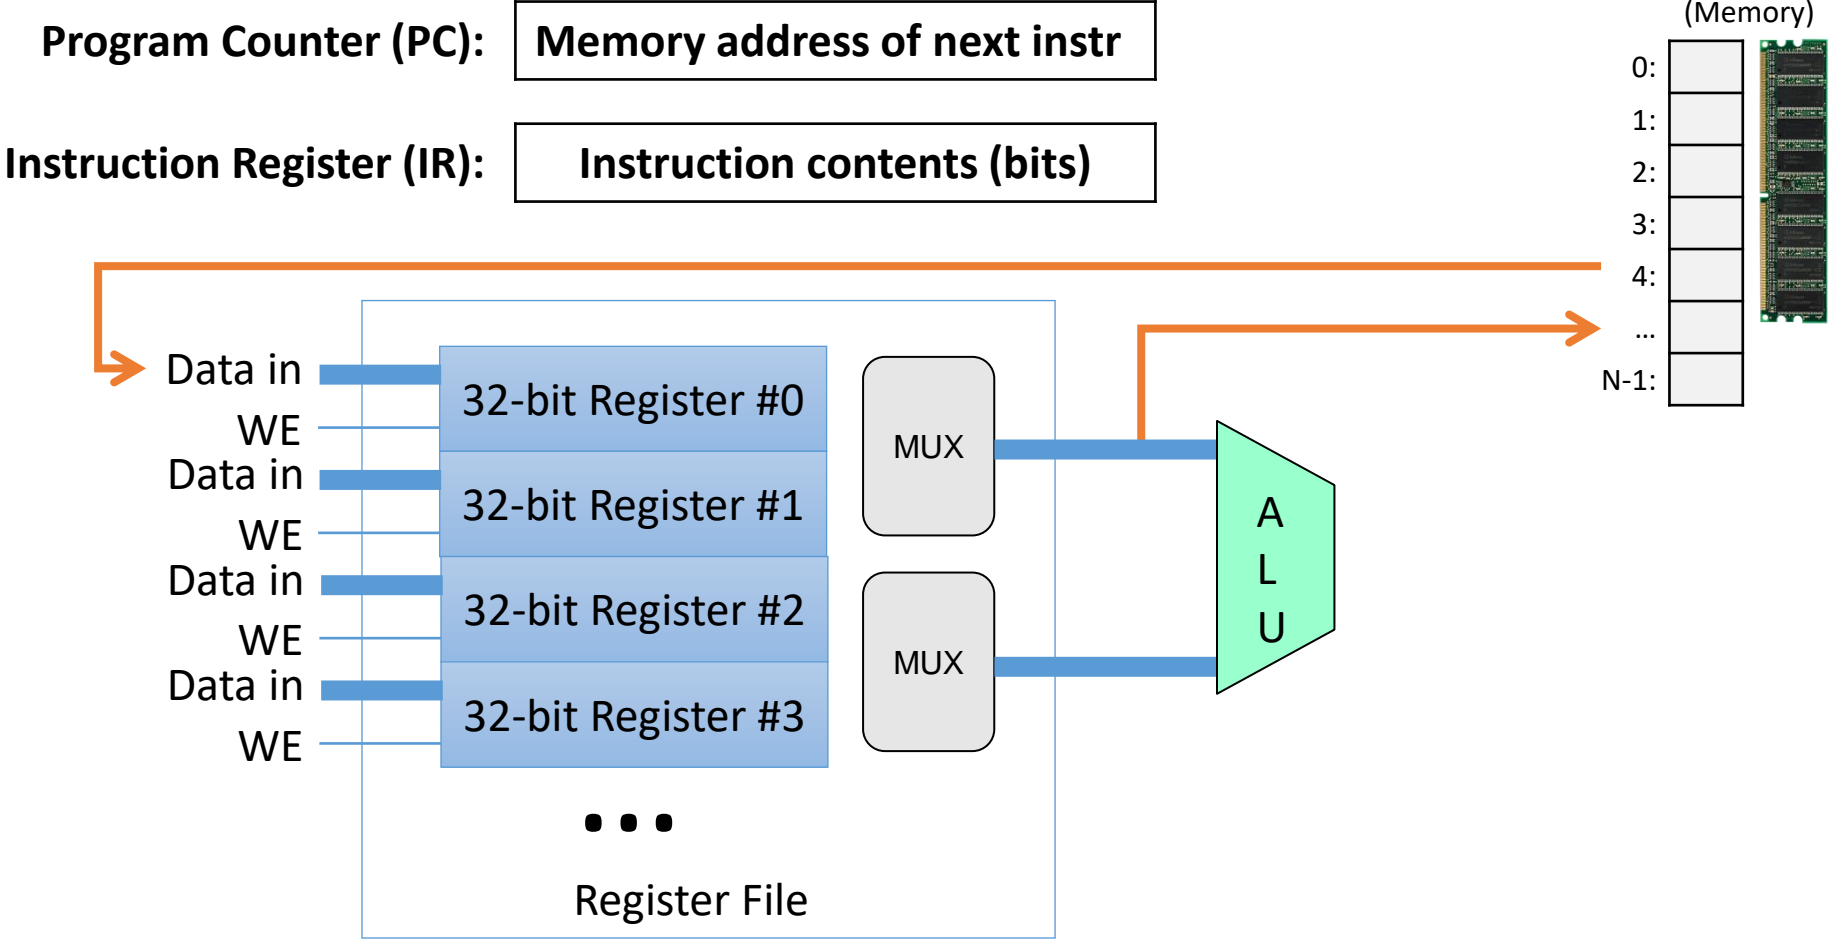 (Memory)
Program Counter (PC):
Memory address of next instr
Instruction Register (IR):
Instruction contents (bits)
0:
1:
2:
3:
4:
...
N-1:
Data in
WE
Data in
WE
Data in
WE
Data in
WE
32-bit Register #0
32-bit Register #1
32-bit Register #2
32-bit Register #3
...
Register File
MUX
MUX
A
L
U